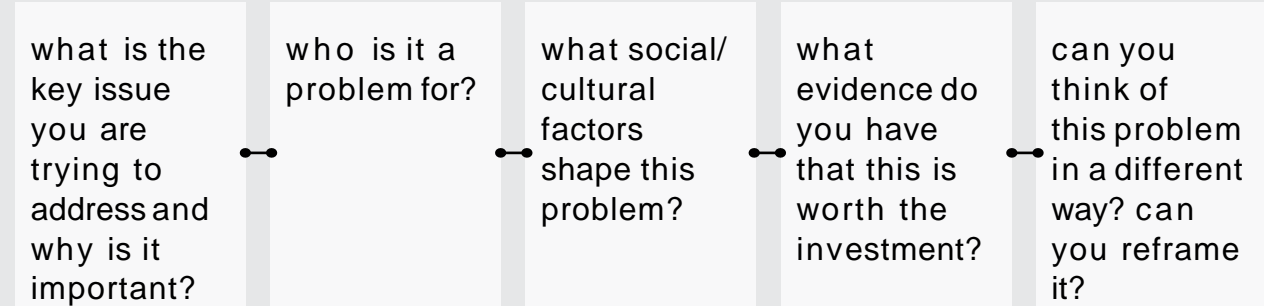 what is the
key issue
you are
trying to
address and
why is it
important?
who is it a
problem for?
what social/
cultural
factors
shape this
problem?
what
evidence do
you have
that this is
worth the
investment?
can you
think of
this problem
in a different
way? can
you reframe
it?